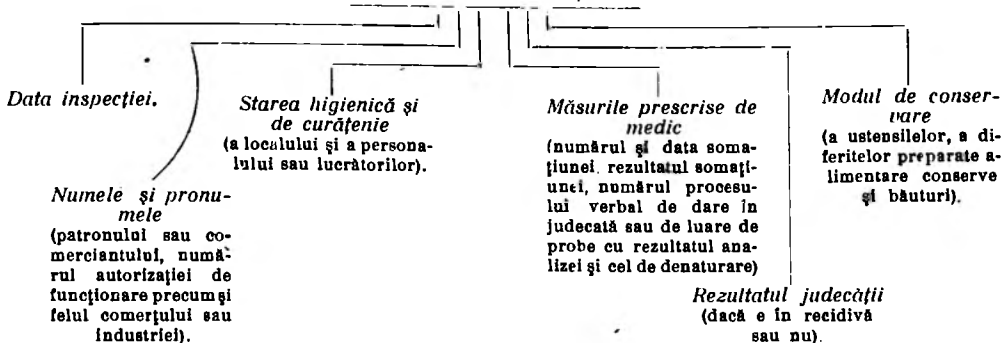 Data inspecției.
Numele și pronu-
mele
(patronului sau co-
merciantului, numă-
rul autorizației de
funcționare precum și
felul comerțului sau
industriei).
Starea higienică și
de curățenie
(a localului și a persona-
lului sau lucrătorilor).
Măsurile prescrise de
medic
(numărul și data soma-
țiunei, rezultatul somați-
unei, numărul procesu-
lui verbal de dare în
judecată sau de luare de
probe cu rezultatul ana-
lizei și cel de denaturare)
Rezultatul judecății
(dacă e în recidivă
sau nu).
Modul de conser-
vare
(a ustensilelor, a di-
feritelor preparate a-
limentare conserve
și băuturi).